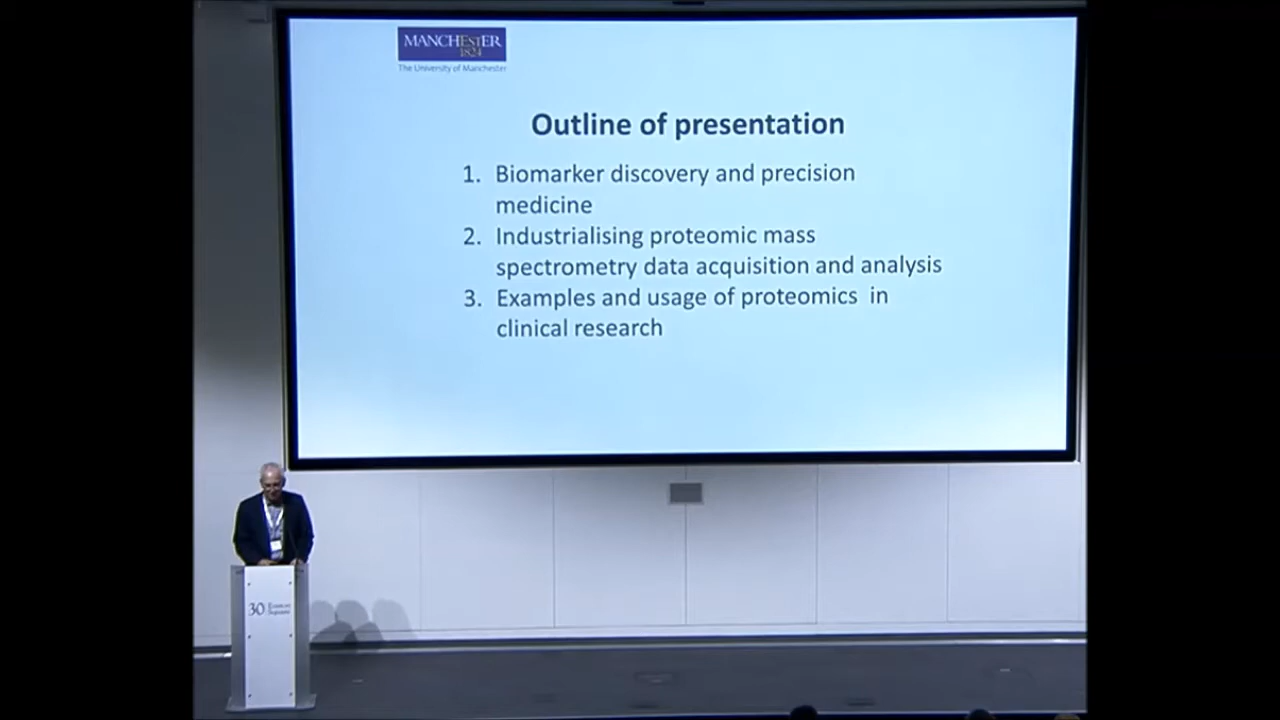 MANCHESTER
1824
The University of Manchester
Outline of presentation
1. Biomarker discovery and precision
medicine
2. Industrialising proteomic mass
spectrometry data acquisition and analysis
3. Examples and usage of proteomics in
clinical research
30